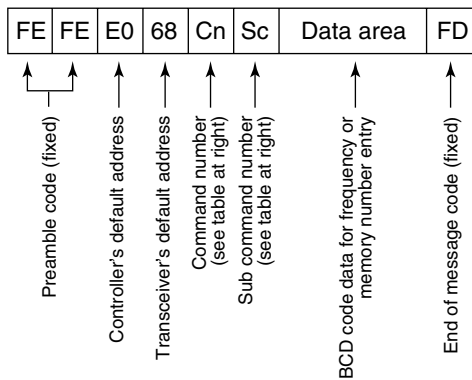 FE FE E0 68 Cn Sc Data area FD
Preamble code (fixed)
Controller's default address
Transceiver's default address
Command number
(see table at right)
Sub command number
(see table at right)
BCD code data for frequency or
memory number entry
End of message code (fixed)